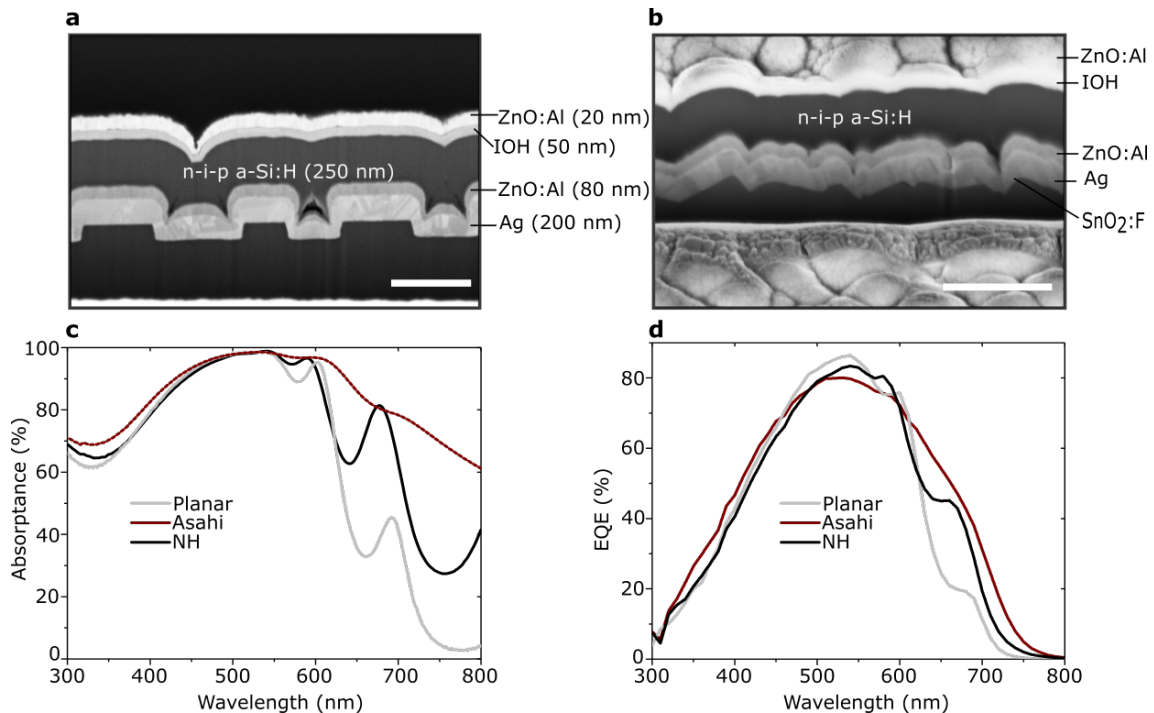 a
ZnO:Al (20 nm)
IOH (50 nm)
n-i-p a-Si:H (250 nm)
ZnO:Al (80 nm)
Ag (200 nm)
b
ZnO:Al
IOH
n-i-p a-Si:H
ZnO:Al
Ag
SnO2:F
c
100
80
60
40
20
0
Absorptance (%)
Planar
Asahi
NH
300 400 500 600 700 800
Wavelength (nm)
d
80
60
40
20
0
EQE (%)
Planar
Asahi
NH
300 400 500 600 700 800
Wavelength (nm)